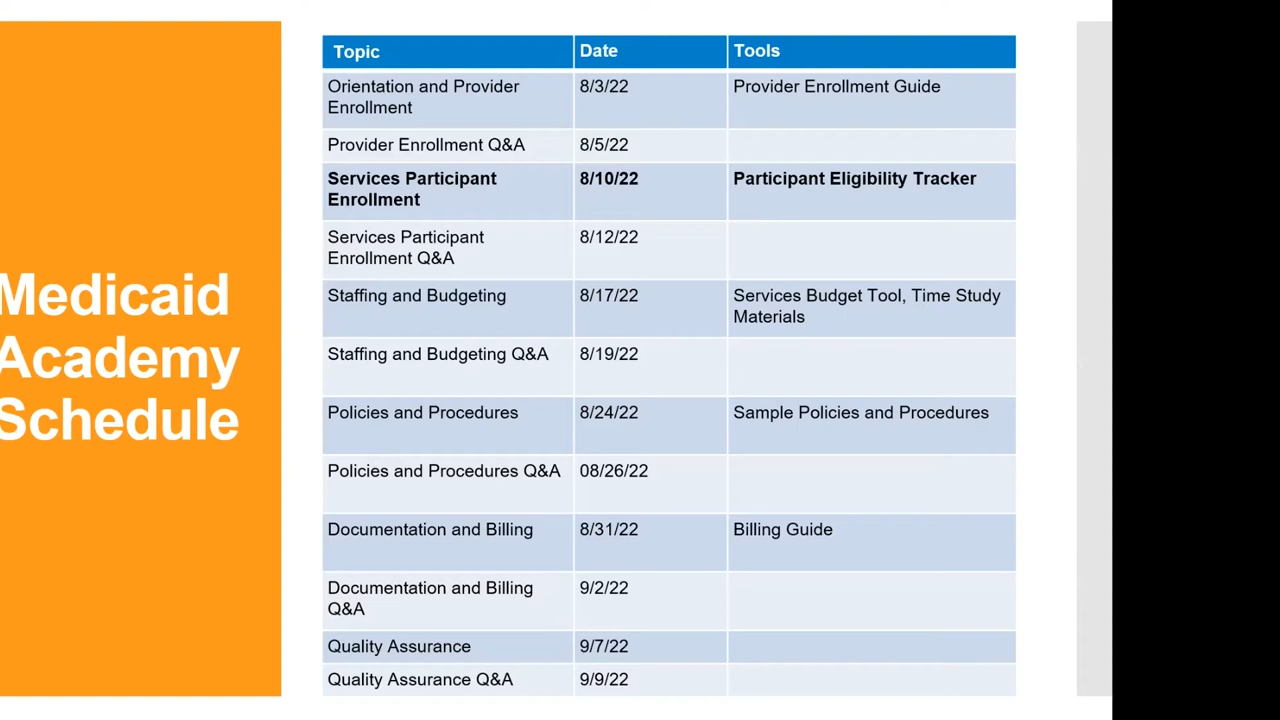 Medicaid
Academy
Schedule
Topic Date Tools
Orientation and Provider 8/3/22 Provider Enrollment Guide
Enrollment
Provider Enrollment Q&A 8/5/22
Services Participant 8/10/22 Participant Eligibility Tracker
Enrollment
Services Participant 8/12/22
Enrollment Q&A
Staffing and Budgeting 8/17/22 Services Budget Tool, Time Study
Materials
Staffing and Budgeting Q&A 8/19/22
Policies and Procedures 8/24/22 Sample Policies and Procedures
Policies and Procedures Q&A 08/26/22
Documentation and Billing 8/31/22 Billing Guide
Documentation and Billing 9/2/22
Q&A
Quality Assurance 9/7/22
Quality Assurance Q&A 9/9/22